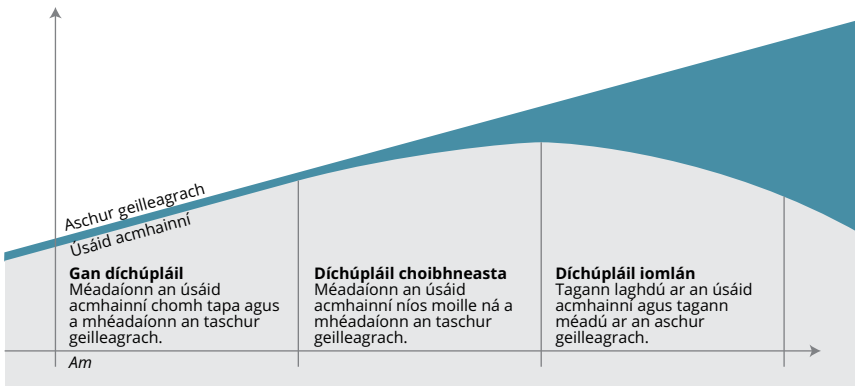 Aschur geilleagrach
Úsáid acmhainní
Gan díchúpláil
Méadaíonn an úsáid
acmhainní chomh tapa agus
a mhéadaíonn an taschur
geilleagrach.
Díchúpláil choibhneasta
Méadaíonn an úsáid
acmhainní níos moille ná a
mhéadaíonn an taschur
geilleagrach.
Díchúpláil iomlán
Tagann laghdú ar an úsáid
acmhainní agus tagann
méadú ar an aschur
geilleagrach.
Am